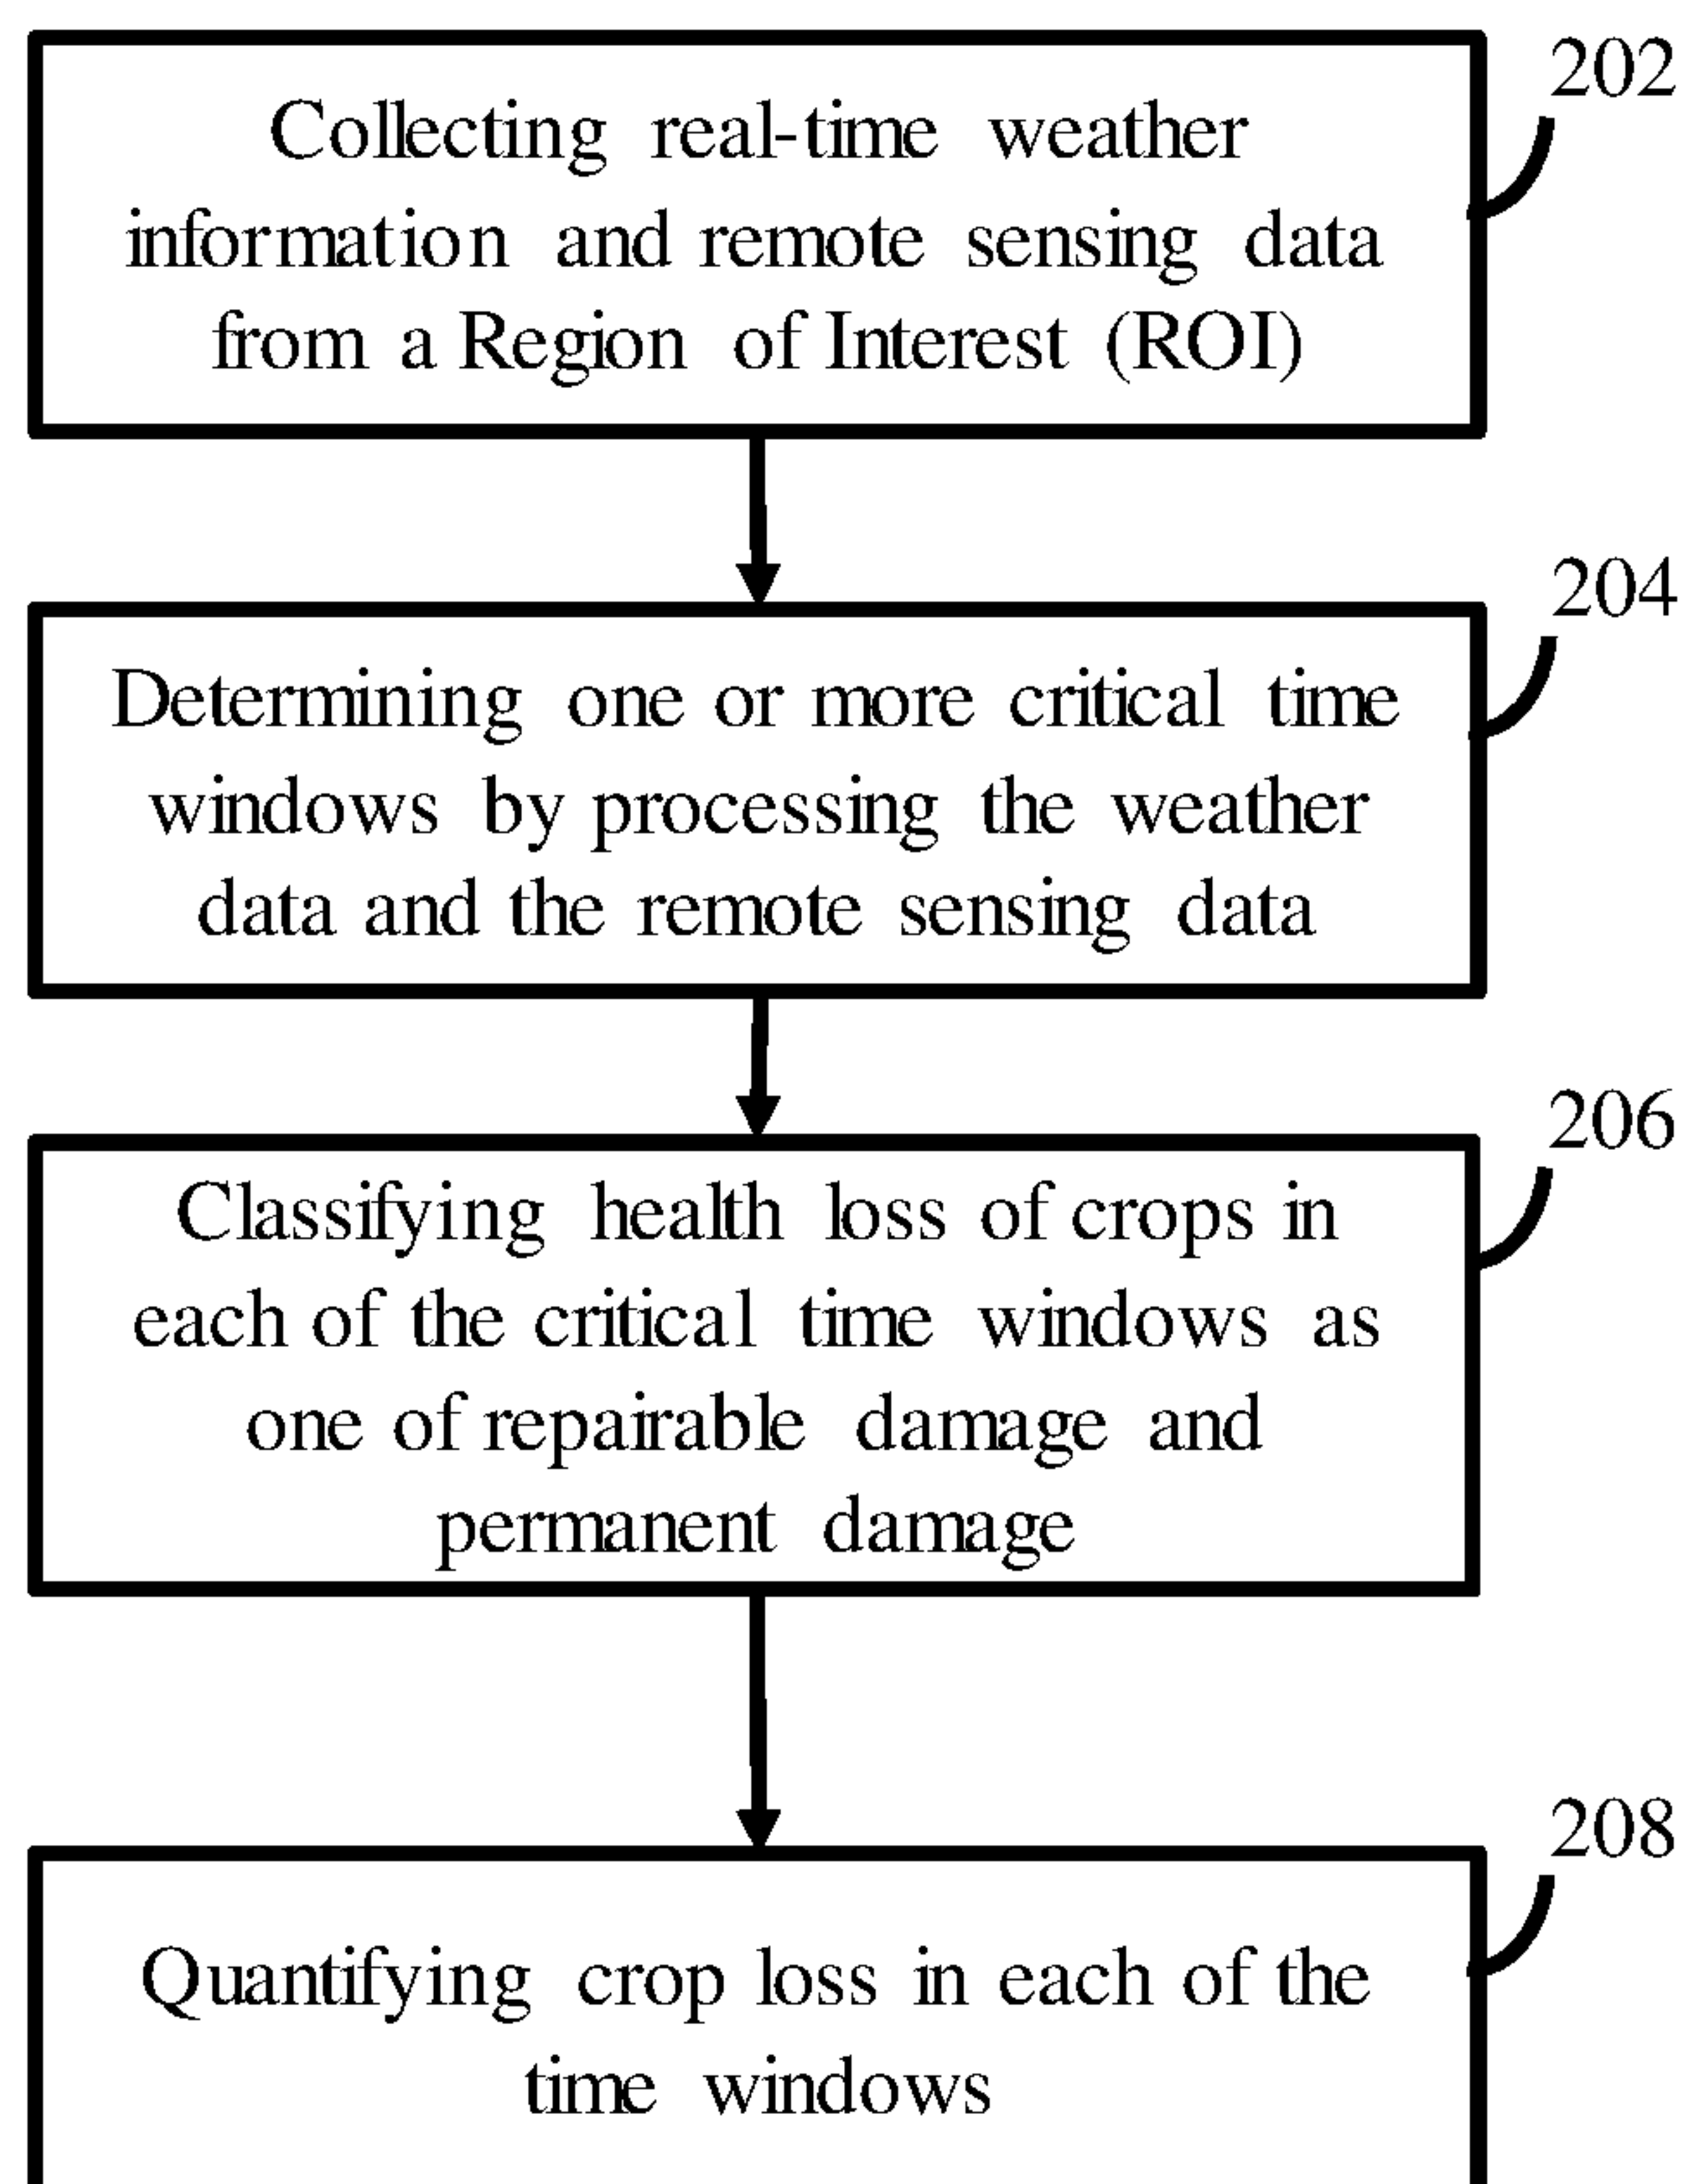 202
Collecting real-time weather
information and remote sensing data
from a Region of Interest (ROI)
204
Determining one or more critical time
windows by processing the weather
data and the remote sensing data
206
Classifying health loss of crops in
each of the critical time windows as
one of repairable damage and
permanent damage
208
Quantifying crop loss in each of the
time windows